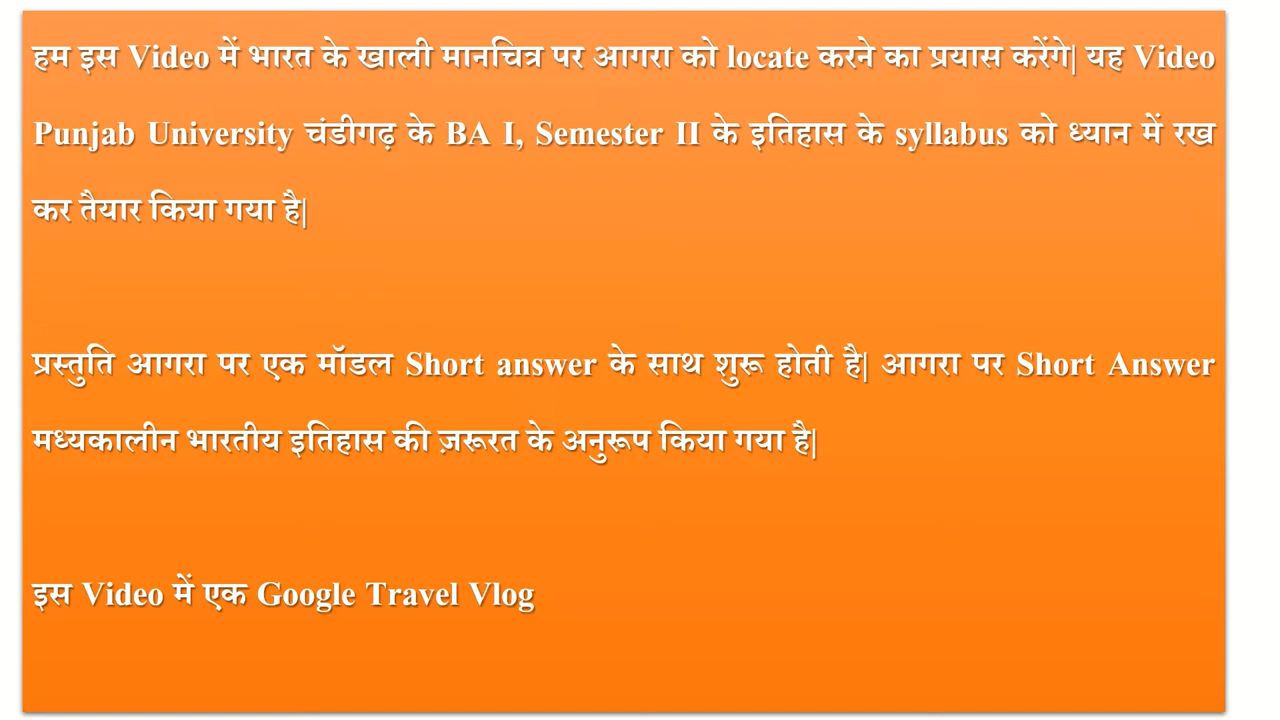 हम इस Video में भारत के खाली मानचित्र पर आगरा को locate करने का प्रयास करेंगे| यह Video
Punjab University चंडीगढ़ के BA I, Semester II के इतिहास के syllabus को ध्यान में रख
कर तैयार किया गया है|
प्रस्तुति आगरा पर एक मॉडल Short answer के साथ शुरू होती है| आगरा पर Short Answer
मध्यकालीन भारतीय इतिहास की ज़रूरत के अनुरूप किया गया है|
इस Video में एक Google Travel Vlog